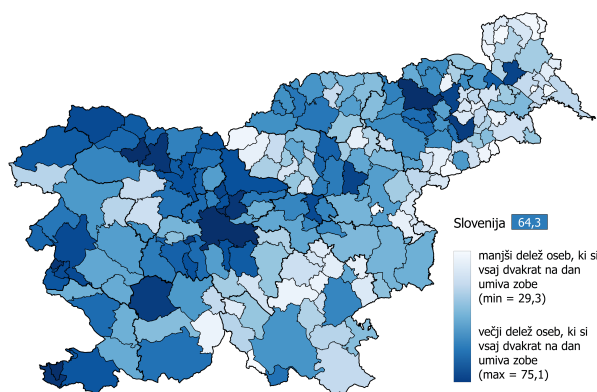 Slovenija 64,3
manjši delež oseb, ki si
vsaj dvakrat na dan
umiva zobe
(min = 29,3)
večji delež oseb, ki si
vsaj dvakrat na dan
umiva zobe
(max = 75,1)